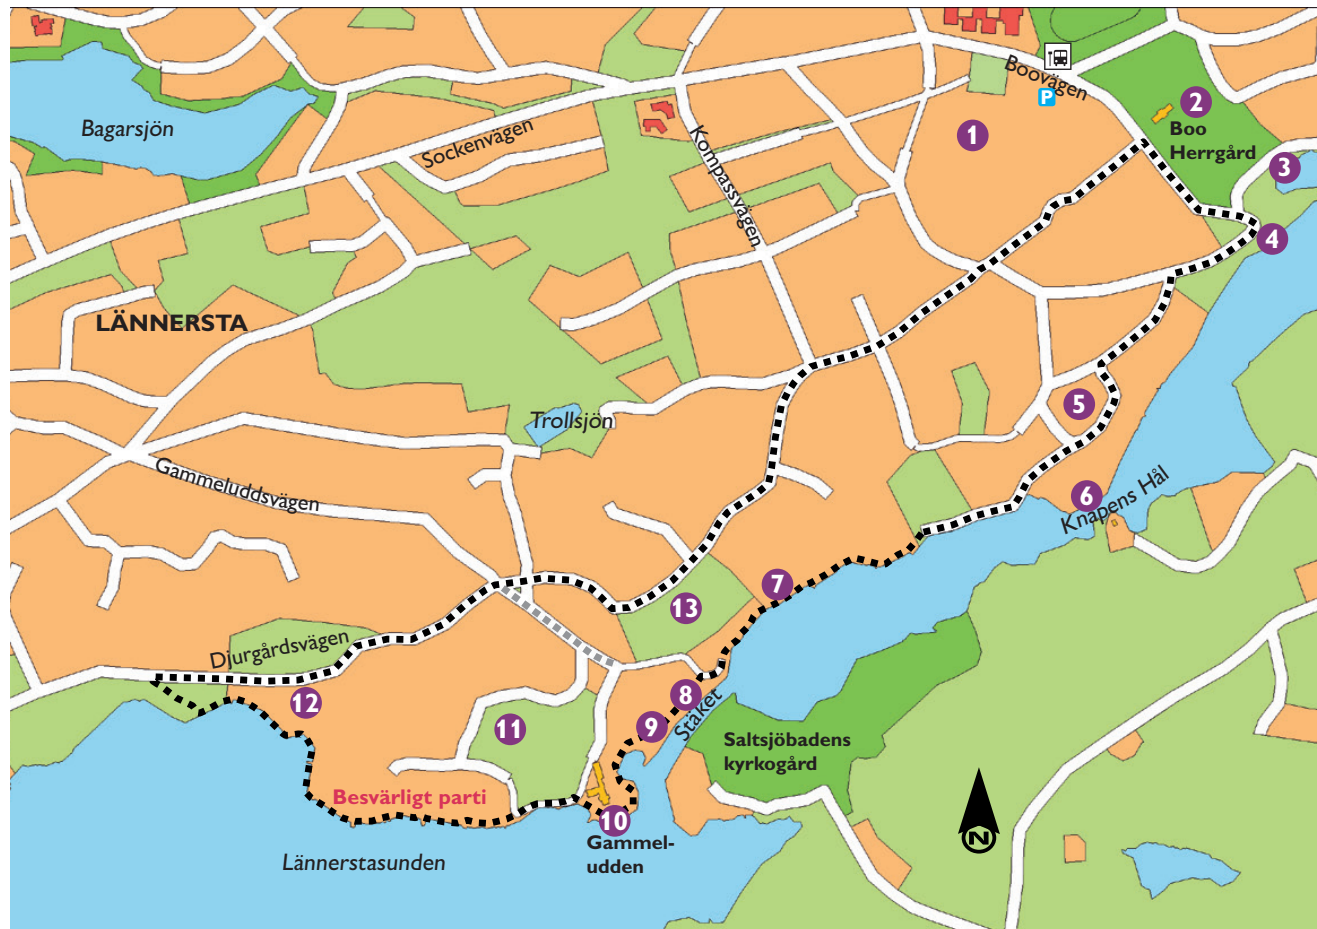 Boovägen
P
2
Boo
Herrgård
1
3
4
Bagarsjön
Sockenvägen
Kompassvägen
LÄNNERSTA
Trollsjön
5
6
Knapens Hål
Gammeluddsvägen
7
13
Djurgårdsvägen
12
11
8
9
Stäket
Saltsjöbadens
kyrkogård
Besvärligt parti
10
Gammel-
udden
Lännerstasunden
N